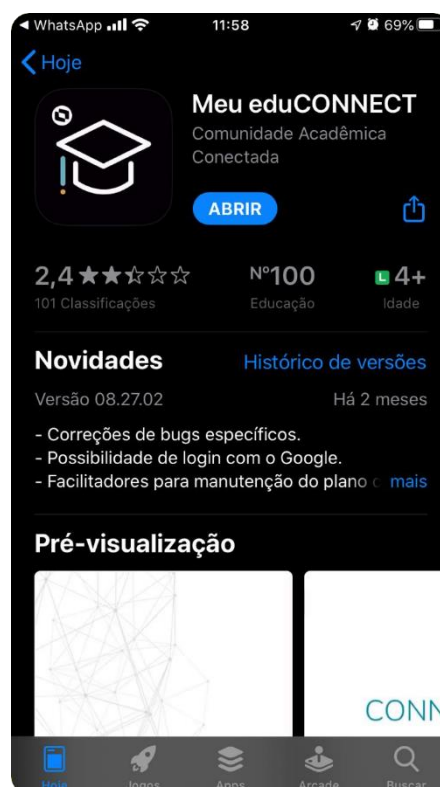 WhatsApp 11:58 69%
Hoje
Meu eduCONNECT
Comunidade Acadêmica
Conectada
ABRIR
2,4 Nº100 L 4+
101 Classificações Educação Idade
Novidades Histórico de versões
Versão 08.27.02 Há 2 meses
- Correções de bugs específicos.
- Possibilidade de login com o Google.
- Facilitadores para manutenção do plano mais
Pré-visualização
CONN
Hoje Jogos Apps Arcade Buscar